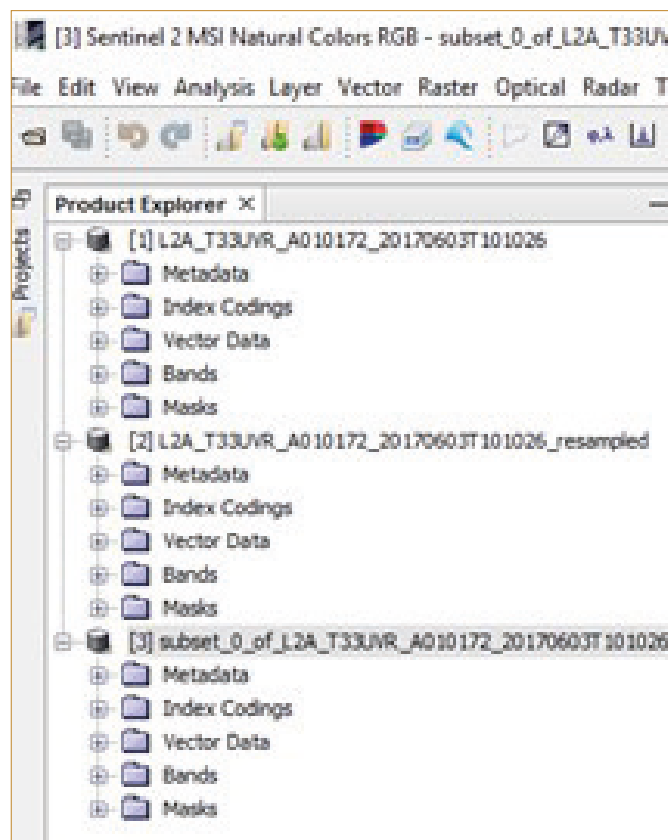 [3] Sentinel 2 MSI Natural Colors RGB - subset_0_of_L2A_T33UV
File Edit View Analysis Layer Vector Raster Optical Radar T
Product Explorer ×
Projects
[1] L2A_T33UVR_A010172_20170603T101026
Metadata
Index Codings
Vector Data
Bands
Masks
[2] L2A_T33UVR_A010172_20170603T101026_resampled
Metadata
Index Codings
Vector Data
Bands
Masks
[3] subset_0_of_L2A_T33UVR_A010172_20170603T101026
Metadata
Index Codings
Vector Data
Bands
Masks